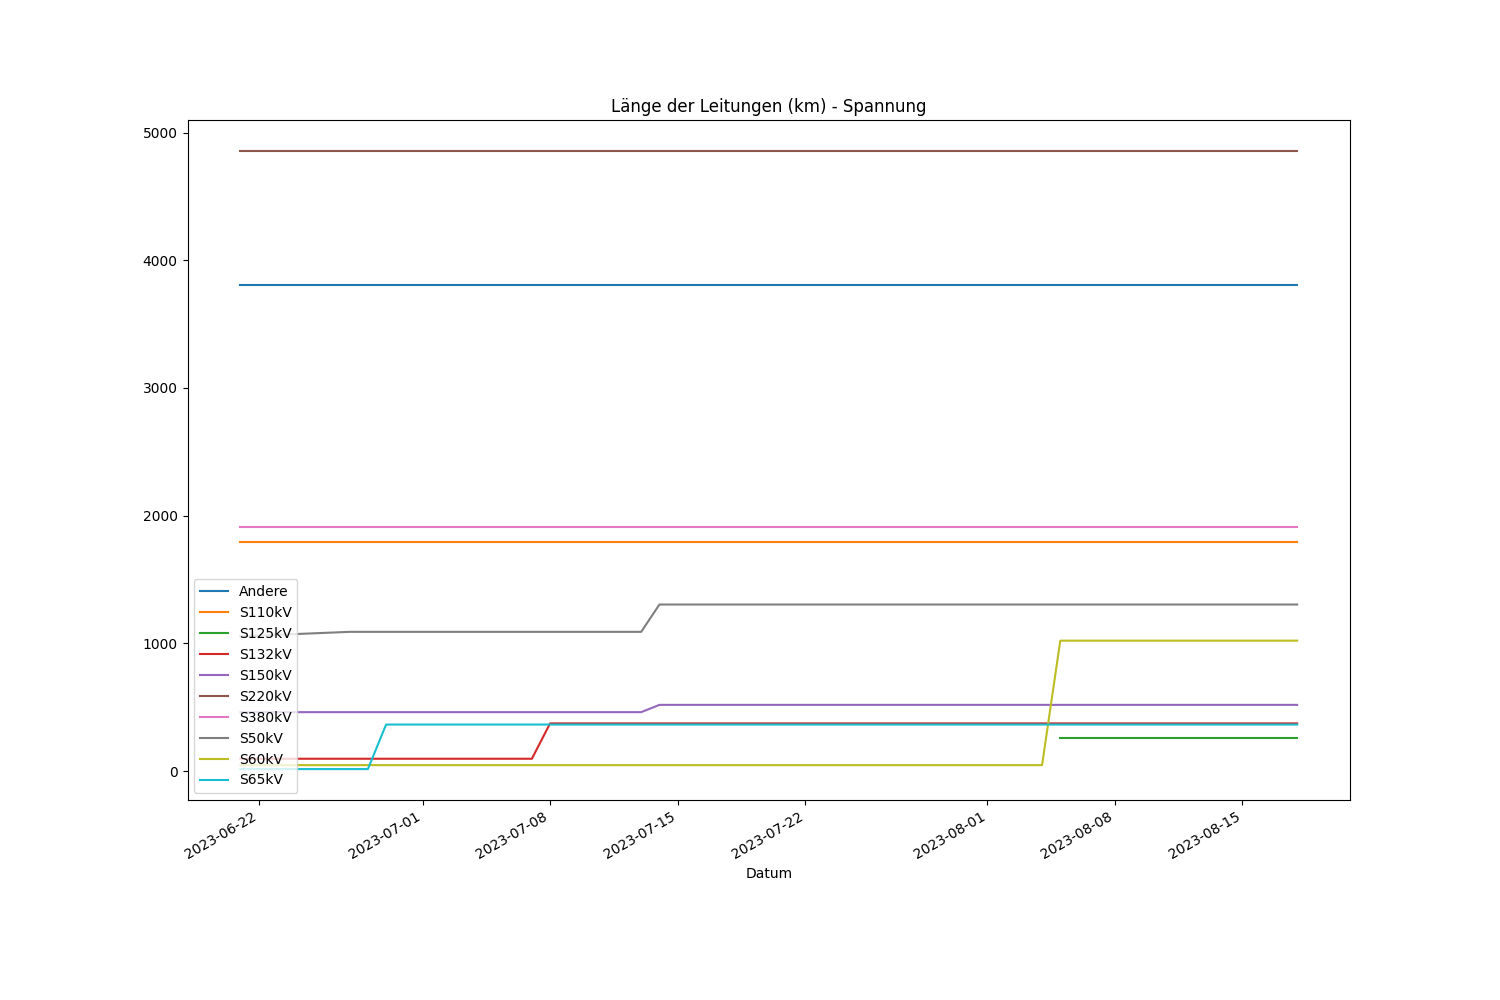 Länge der Leitungen (km) - Spannung
5000
4000
3000
2000
1000
0
Andere
S110kV
S125kV
S132kV
S150kV
S220kV
S380kV
S50kV
S60kV
S65kV
2023-06-22
2023-07-01
2023-07-08
2023-07-15
2023-07-22
2023-08-01
2023-08-08
2023-08-15
Datum